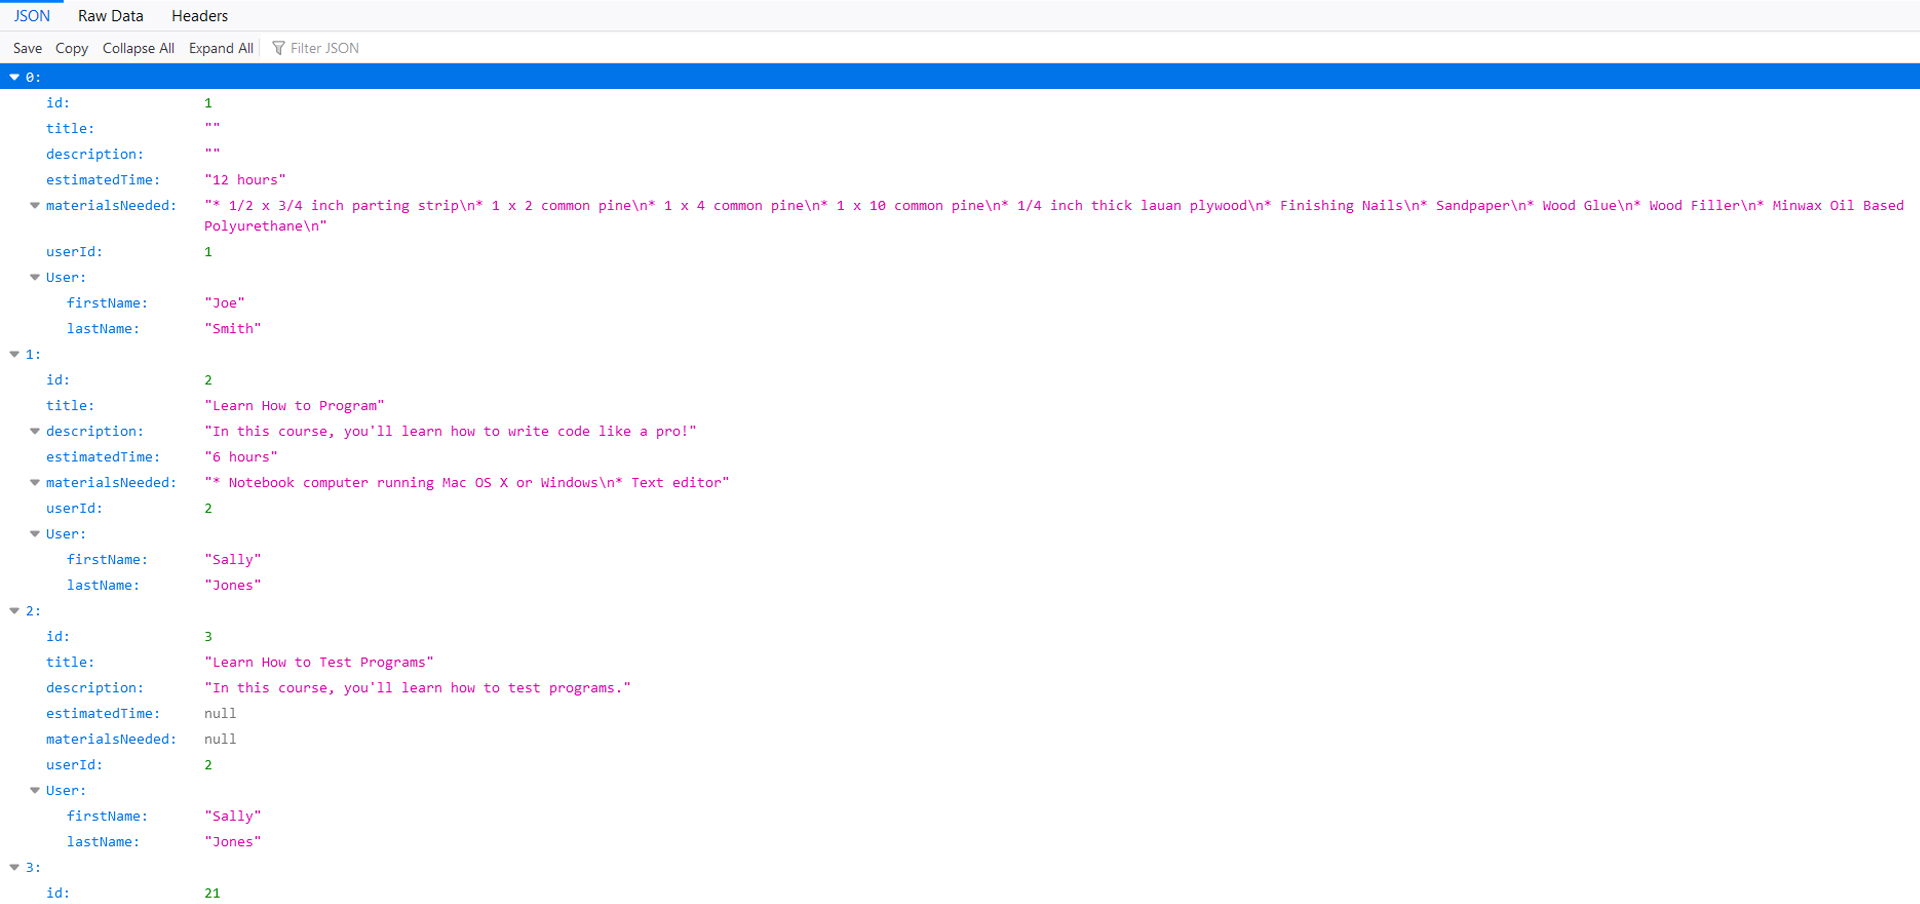 JSON Raw Data Headers
Save Copy Collapse All Expand All Filter JSON
0:
id: 1
title: ""
description: ""
estimatedTime: "12 hours"
materialsNeeded: "* 1/2 x 3/4 inch parting strip\n* 1 x 2 common pine\n* 1 x 4 common pine\n* 1 x 10 common pine\n* 1/4 inch thick lauan plywood\n* Finishing Nails\n* Sandpaper\n* Wood Glue\n* Wood Filler\n* Minwax Oil Based
Polyurethane\n"
userId: 1
User:
firstName: "Joe"
lastName: "Smith"
1:
id: 2
title: "Learn How to Program"
description: "In this course, you'll learn how to write code like a pro!"
estimatedTime: "6 hours"
materialsNeeded: "* Notebook computer running Mac OS X or Windows\n* Text editor"
userId: 2
User:
firstName: "Sally"
lastName: "Jones"
2:
id: 3
title: "Learn How to Test Programs"
description: "In this course, you'll learn how to test programs."
estimatedTime: null
materialsNeeded: null
userId: 2
User:
firstName: "Sally"
lastName: "Jones"
3:
id: 21